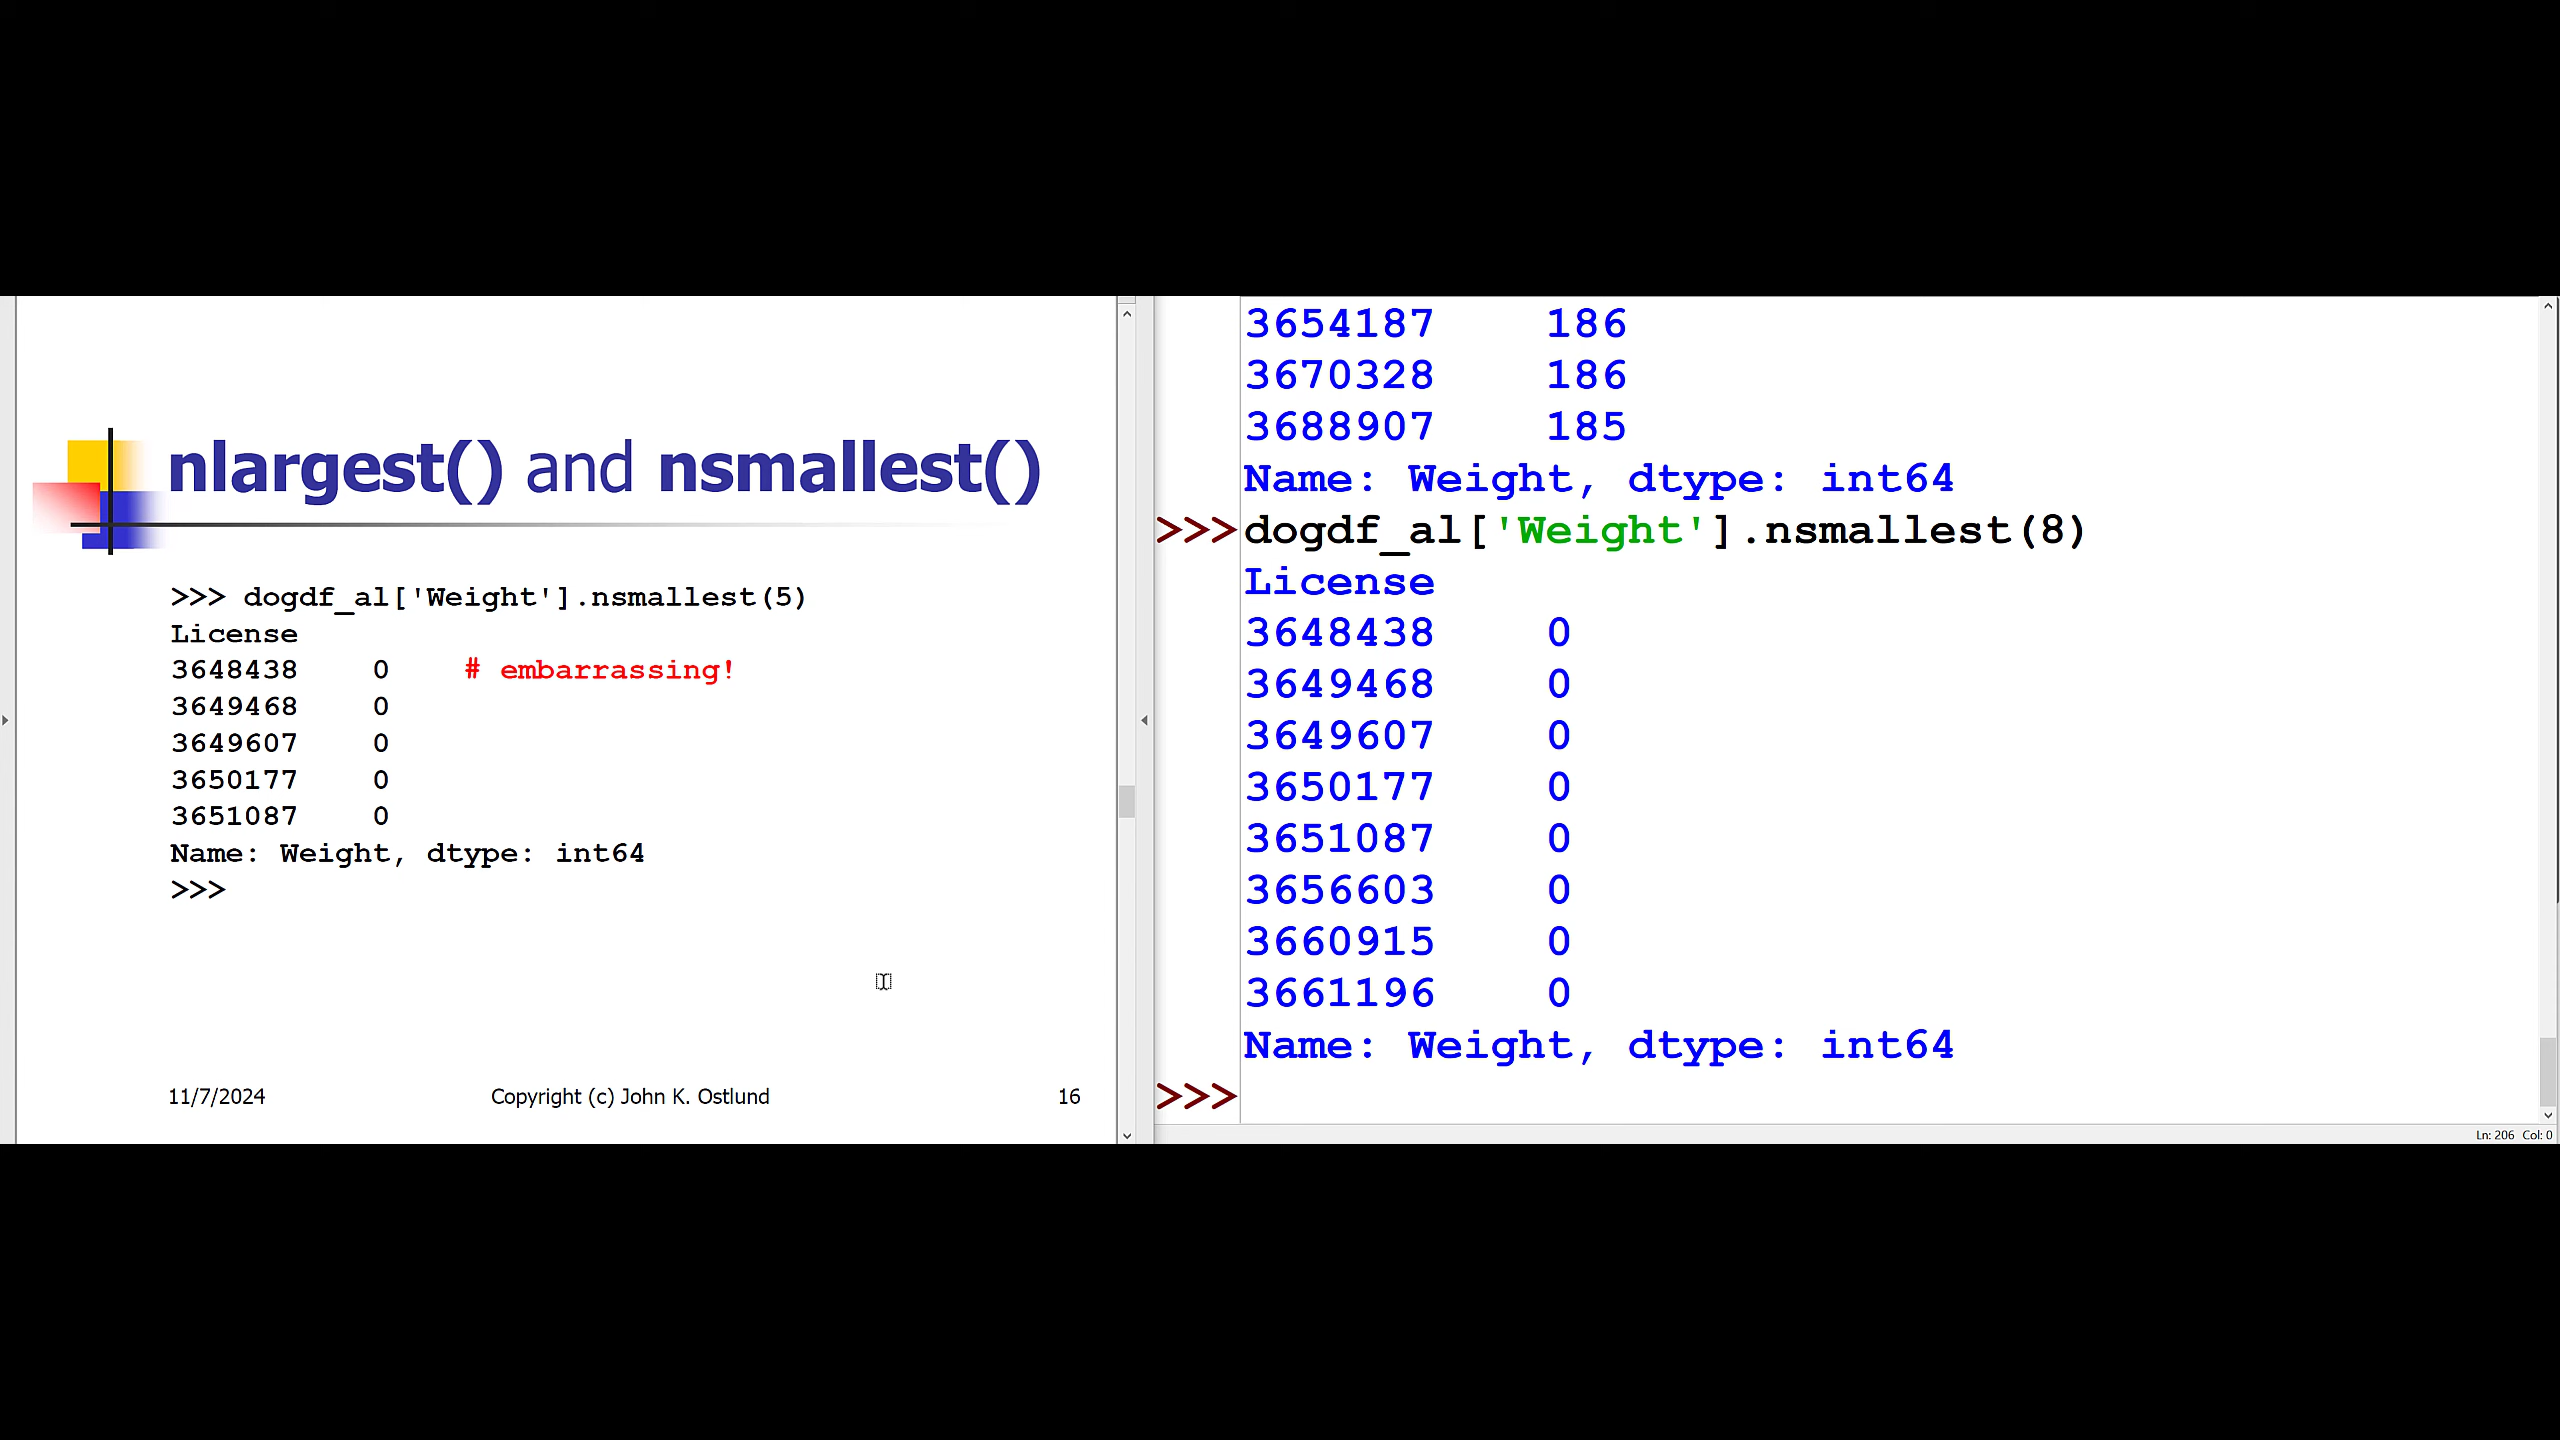 nlargest() and nsmallest()
>>> dogdf_al['Weight'].nsmallest(5)
License
3648438 0 # embarrassing!
3649468 0
3649607 0
3650177 0
3651087 0
Name: Weight, dtype: int64
>>>
11/7/2024 Copyright (c) John K. Ostlund 16
3654187 186
3670328 186
3688907 185
Name: Weight, dtype: int64
>>> dogdf_al['Weight'].nsmallest(8)
License
3648438 0
3649468 0
3649607 0
3650177 0
3651087 0
3656603 0
3660915 0
3661196 0
Name: Weight, dtype: int64
>>>
Ln: 206 Col: 0